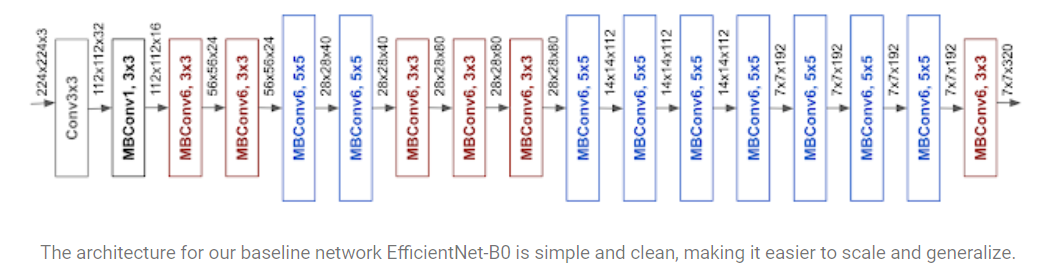 224x224x3
Conv3x3
112x112x32
MBConv1, 3x3
112x112x16
MBConv6, 3x3
56x56x24
MBConv6, 3x3
56x56x24
MBConv6, 5x5
28x28x40
MBConv6, 5x5
28x28x40
MBConv6, 3x3
28x28x80
MBConv6, 3x3
28x28x80
MBConv6, 3x3
28x28x80
MBConv6, 5x5
14x14x112
MBConv6, 5x5
14x14x112
MBConv6, 5x5
14x14x112
MBConv6, 5x5
7x7x192
MBConv6, 5x5
7x7x192
MBConv6, 5x5
7x7x192
MBConv6, 5x5
7x7x192
MBConv6, 3x3
7x7x320
The architecture for our baseline network EfficientNet-B0 is simple and clean, making it easier to scale and generalize.